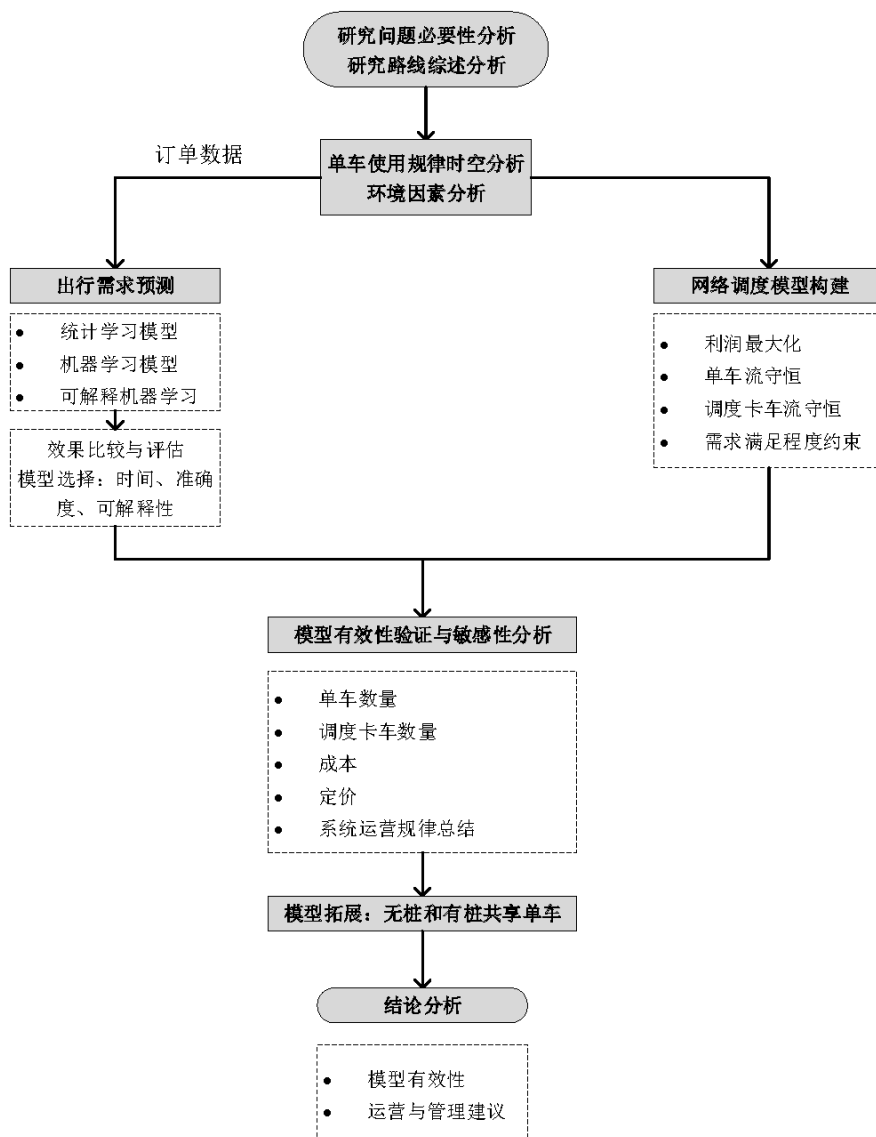 研究问题必要性分析
研究路线综述分析
订单数据
单车使用规律时空分析
环境因素分析
出行需求预测
● 统计学习模型
● 机器学习模型
● 可解释机器学习
效果比较与评估
模型选择：时间、准确
度、可解释性
网络调度模型构建
● 利润最大化
● 单车流守恒
● 调度卡车流守恒
● 需求满足程度约束
模型有效性验证与敏感性分析
● 单车数量
● 调度卡车数量
● 成本
● 定价
● 系统运营规律总结
模型拓展：无桩和有桩共享单车
结论分析
● 模型有效性
● 运营与管理建议